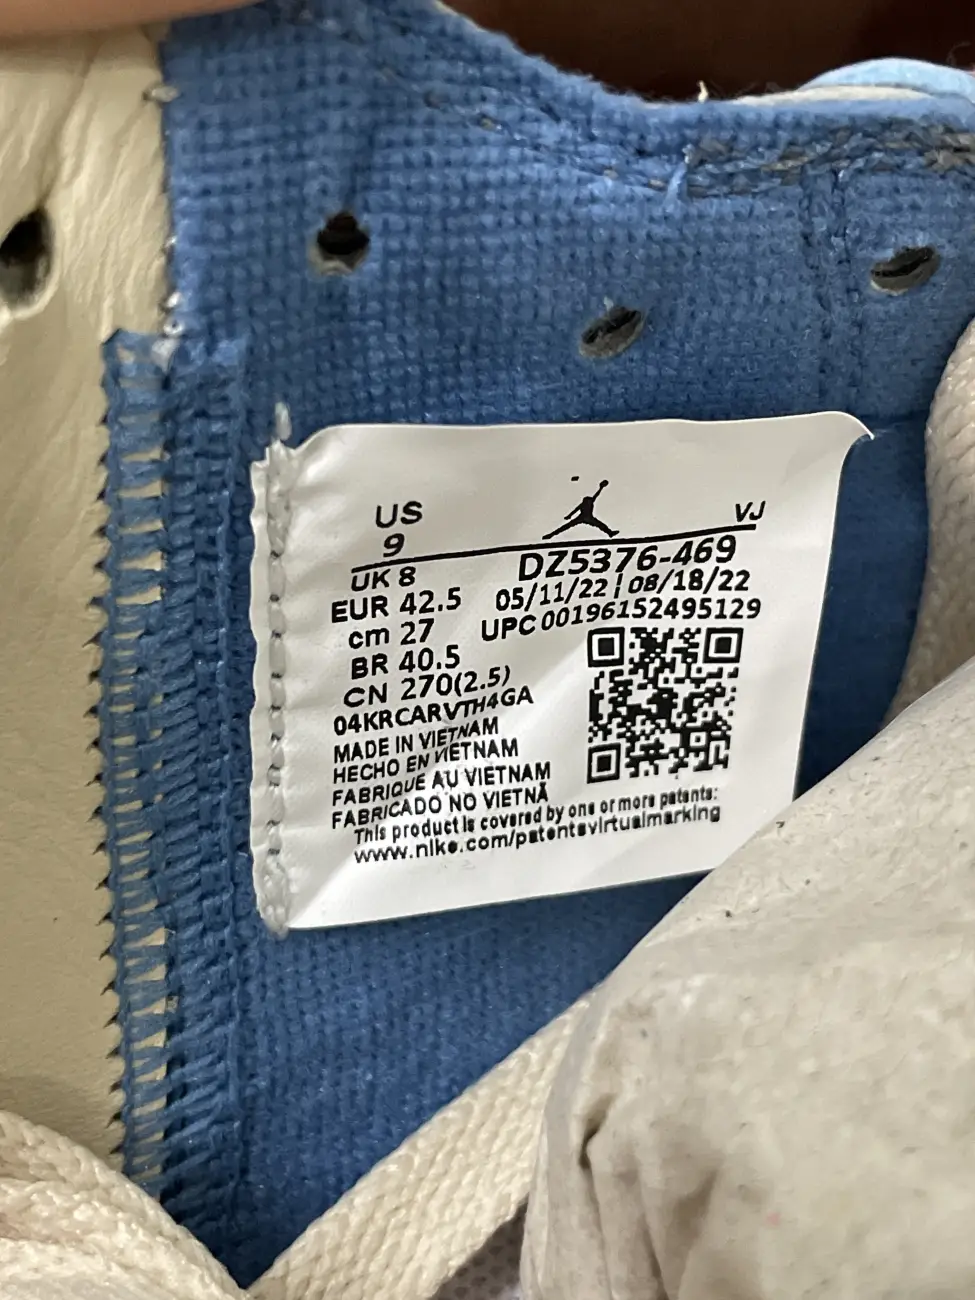 US
9
VJ
UK 8
EUR 42.5
cm 27
BR 40.5
CN 270(2.5)
DZ5376-469
05/11/22 | 08/18/22
UPC 00196152495129
04KRCARVTH4GA
MADE IN VIETNAM
HECHO EN VIETNAM
FABRIQUE AU VIETNAM
FABRICADO NO VIETNÃ
This product is covered by one or more patents:
www.nike.com/patentsvirtualmarking